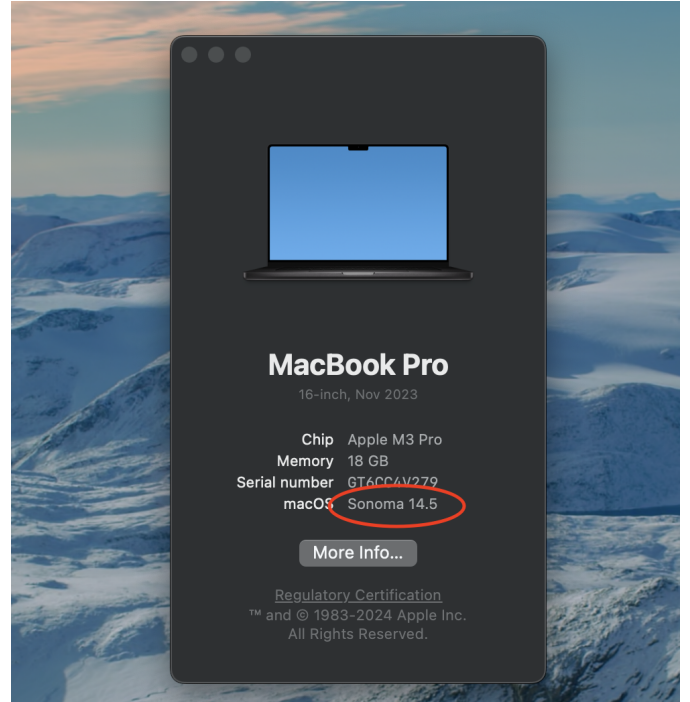 MacBook Pro
16-inch, Nov 2023
Chip Apple M3 Pro
Memory 18 GB
Serial number GT6CC4V279
macOS Sonoma 14.5
More Info...
Regulatory Certification
™ and © 1983-2024 Apple Inc.
All Rights Reserved.